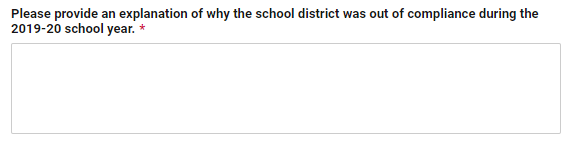 Please provide an explanation of why the school district was out of compliance during the
2019-20 school year. *